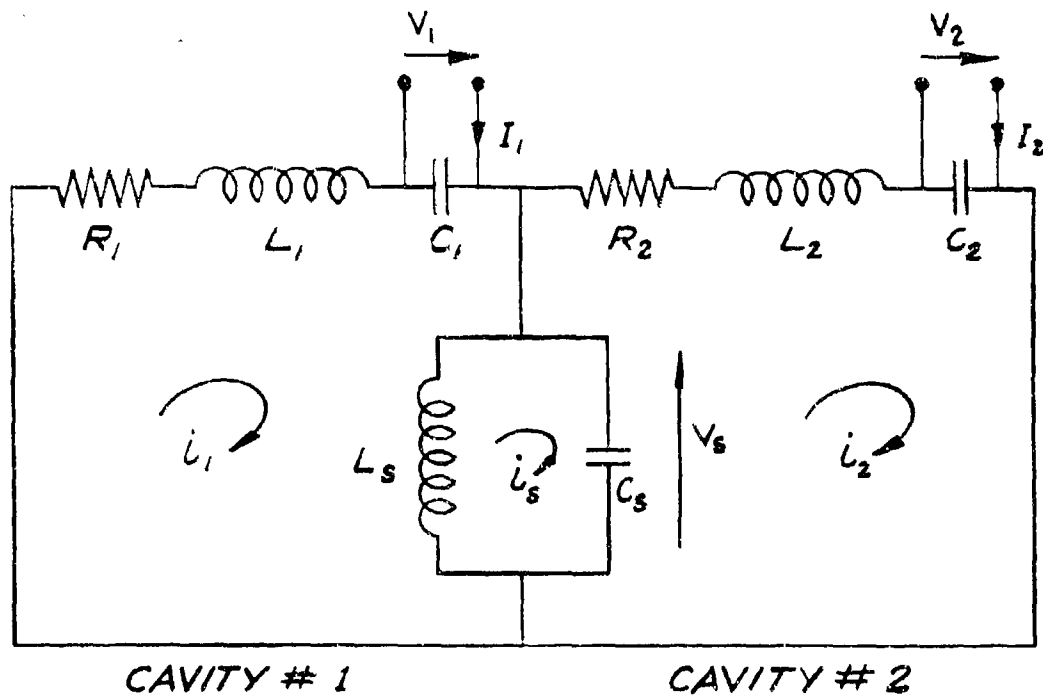 V1 V2
I1 I2
R1 L1 C1 R2 L2 C2
i1 Ls is Cs Vs i2
CAVITY # 1 CAVITY # 2